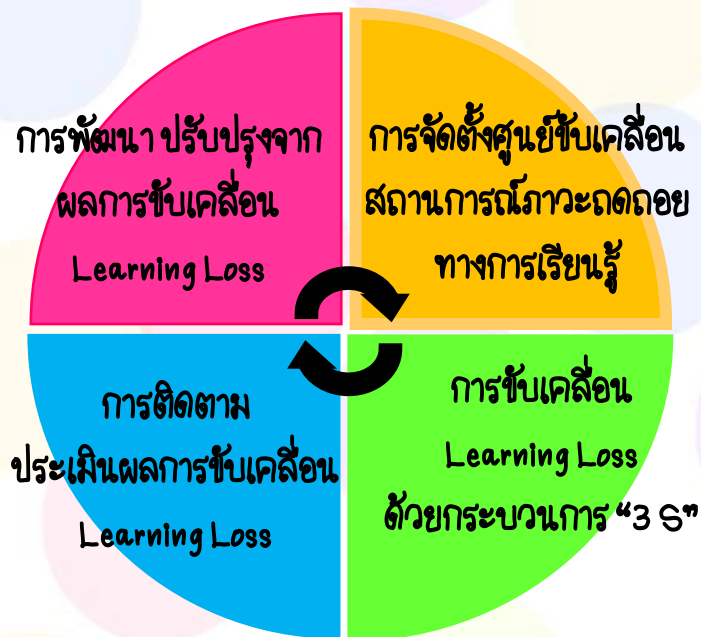 การพัฒนา ปรับปรุงจาก
ผลการขับเคลื่อน
Learning Loss
การจัดตั้งศูนย์ขับเคลื่อน
สถานการณ์ภาวะถดถอย
ทางการเรียนรู้
การติดตาม
ประเมินผลการขับเคลื่อน
Learning Loss
การขับเคลื่อน
Learning Loss
ด้วยกระบวนการ “3 S”